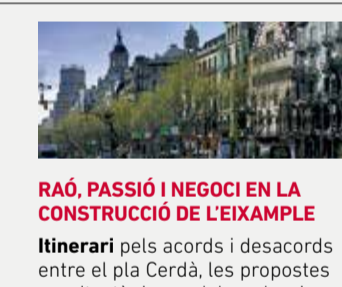 RAÓ, PASSIÓ I NEGOCI EN LA
CONSTRUCCIÓ DE L'EIXAMPLE
Itinerari pels acords i desacords
entre el pla Cerdà, les propostes